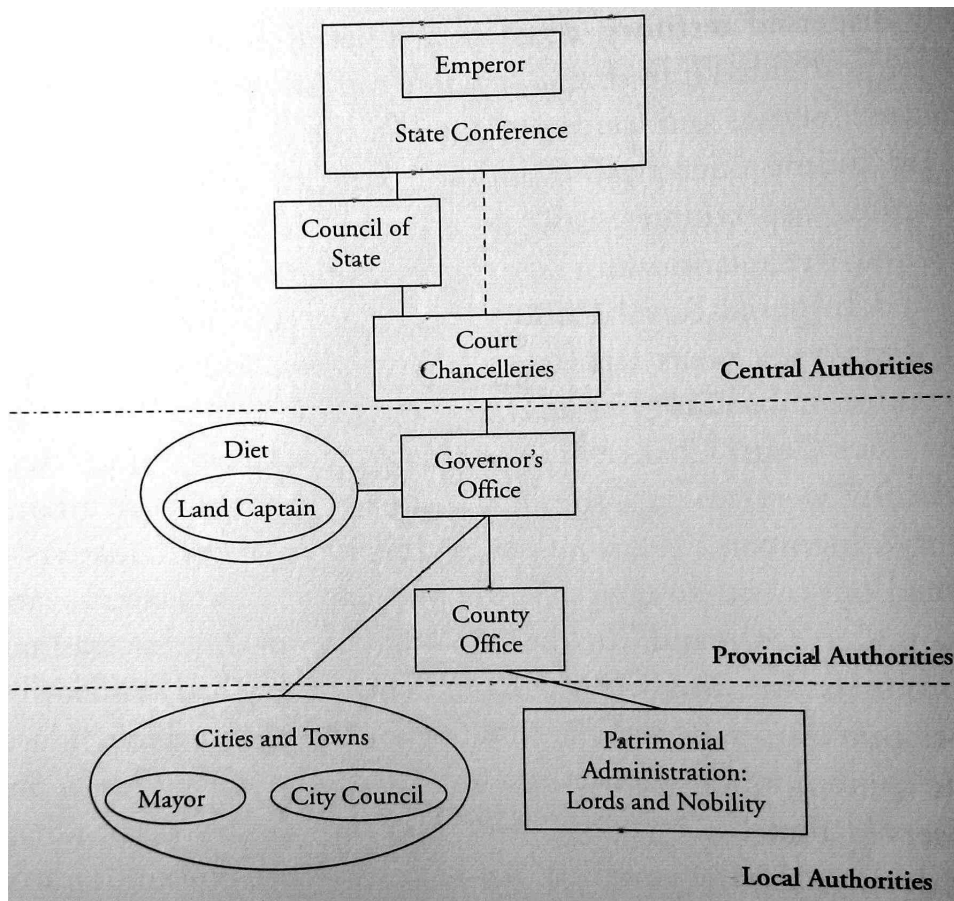 Emperor
State Conference
Council of
State
Court
Chancelleries
Central Authorities
Diet
Land Captain
Governor's
Office
County
Office
Provincial Authorities
Cities and Towns
Mayor
City Council
Patrimonial
Administration:
Lords and Nobility
Local Authorities